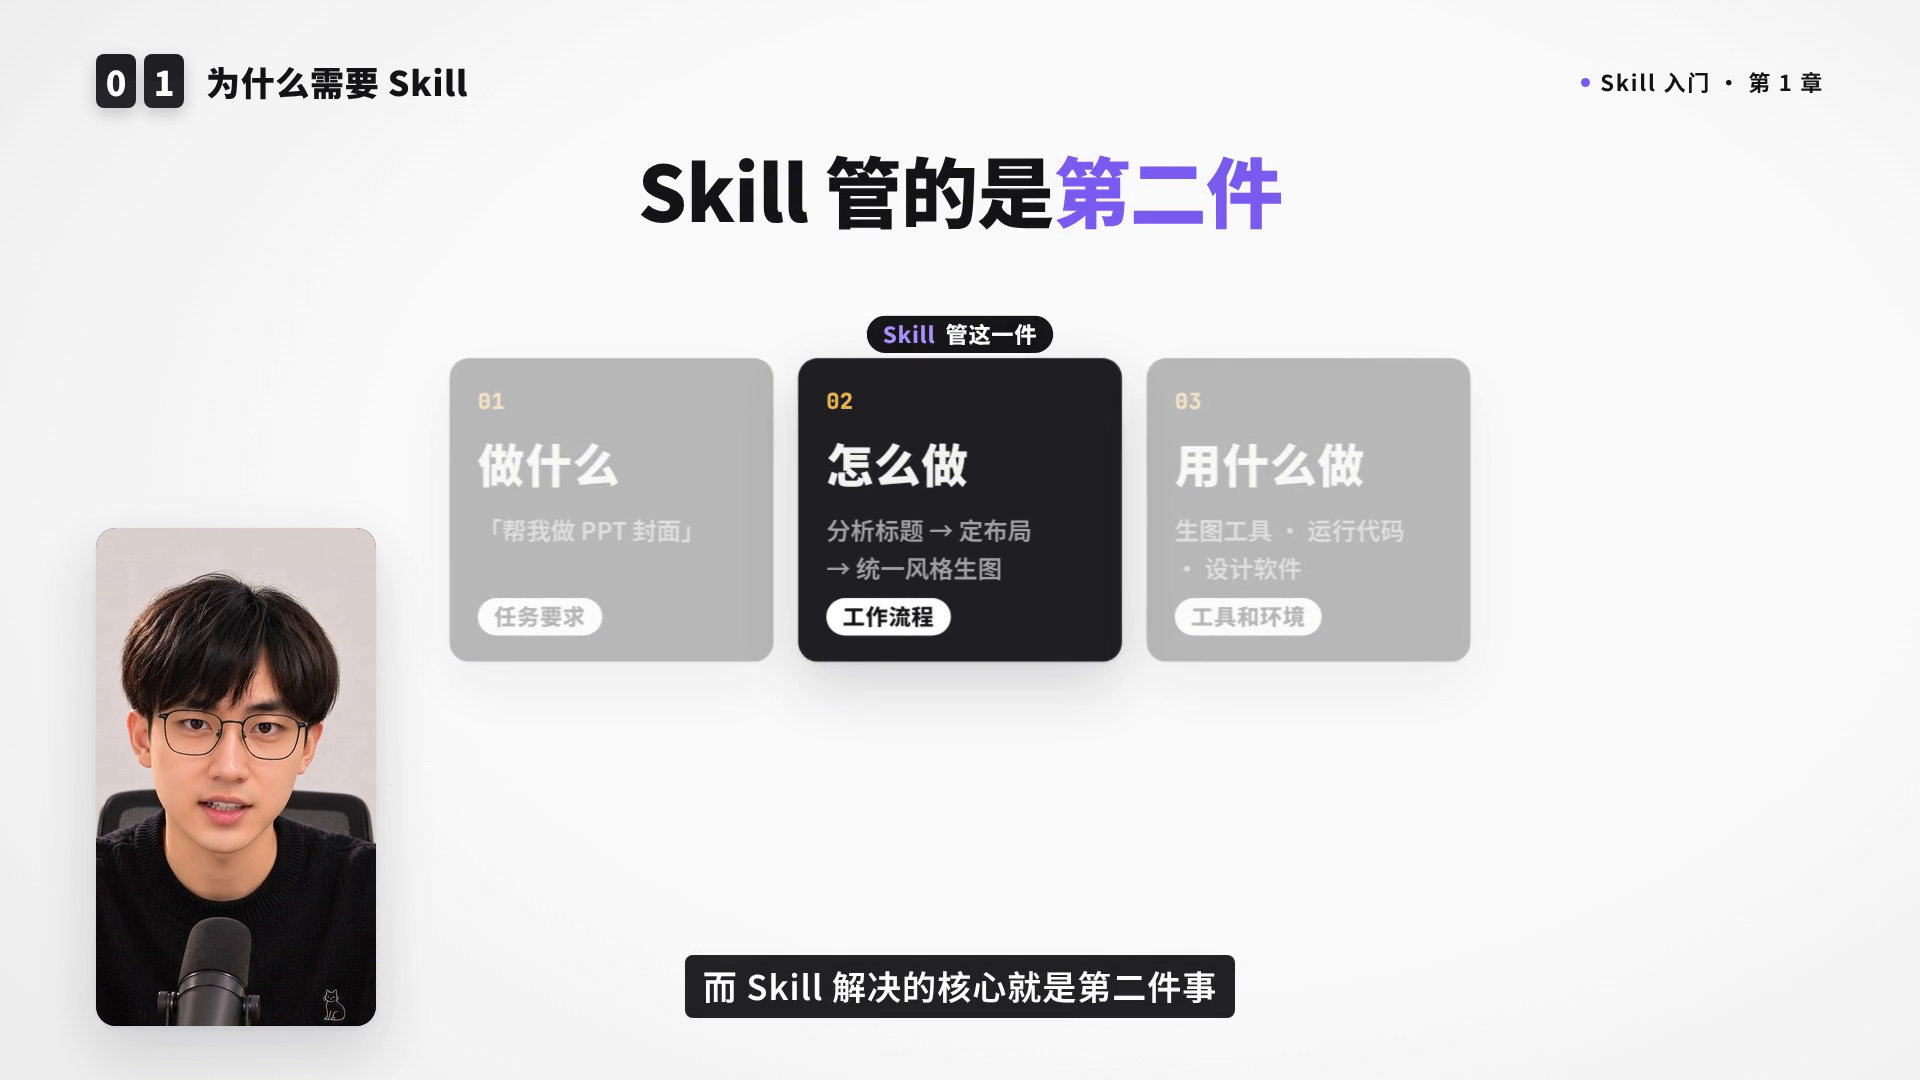 01 为什么需要 Skill
Skill 入门 · 第 1 章
Skill 管的是第二件
Skill 管这一件
01
做什么
「帮我做 PPT 封面」
任务要求
02
怎么做
分析标题 → 定布局
→ 统一风格生图
工作流程
03
用什么做
生图工具 · 运行代码
· 设计软件
工具和环境
而 Skill 解决的核心就是第二件事